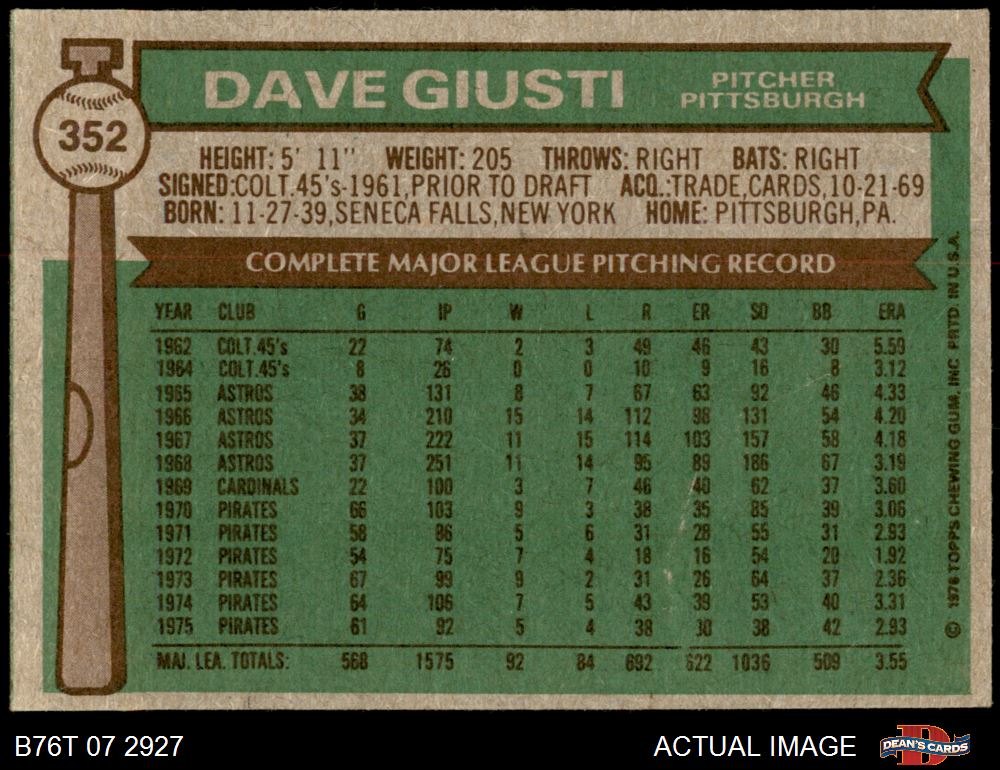 352
DAVE GIUSTI
PITCHER
PITTSBURGH
HEIGHT: 5' 11" WEIGHT: 205 THROWS: RIGHT BATS: RIGHT
SIGNED:COLT.45's-1961,PRIOR TO DRAFT ACQ.:TRADE,CARDS,10-21-69
BORN: 11-27-39,SENECA FALLS,NEW YORK HOME: PITTSBURGH,PA.
COMPLETE MAJOR LEAGUE PITCHING RECORD
YEAR CLUB G IP W L R ER SO BB ERA
1962 COLT.45's 22 74 2 3 49 46 43 30 5.59
1964 COLT.45's 8 26 0 0 10 9 16 8 3.12
1965 ASTROS 38 131 8 7 67 63 92 46 4.33
1966 ASTROS 34 210 15 14 112 98 131 54 4.20
1967 ASTROS 37 222 11 15 114 103 157 58 4.18
1968 ASTROS 37 251 11 14 95 89 186 67 3.19
1969 CARDINALS 22 100 3 7 46 40 62 37 3.60
1970 PIRATES 66 103 9 3 38 35 85 39 3.06
1971 PIRATES 58 86 5 6 31 28 55 31 2.93
1972 PIRATES 54 75 7 4 18 16 54 20 1.92
1973 PIRATES 67 99 9 2 31 26 64 37 2.36
1974 PIRATES 64 106 7 5 43 39 53 40 3.31
1975 PIRATES 61 92 5 4 38 30 38 42 2.93
MAJ. LEA. TOTALS: 568 1575 92 84 692 622 1036 509 3.55
© 1976 TOPPS CHEWING GUM, INC. PRTD. IN U.S.A.
B76T 07 2927
ACTUAL IMAGE
D
DEAN'S CARDS